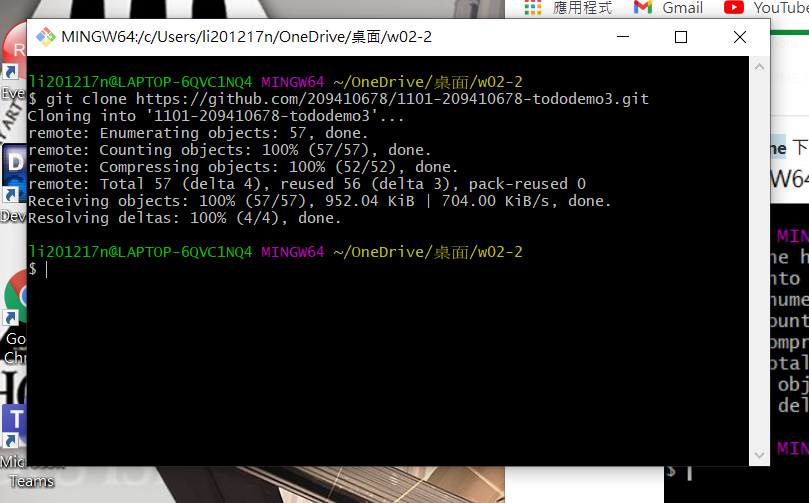 應用程式 Gmail YouTube
MINGW64:/c/Users/li201217n/OneDrive/桌面/w02-2
li201217n@LAPTOP-6QVC1NQ4 MINGW64 ~/OneDrive/桌面/w02-2
$ git clone https://github.com/209410678/1101-209410678-tododemo3.git
Cloning into '1101-209410678-tododemo3'...
remote: Enumerating objects: 57, done.
remote: Counting objects: 100% (57/57), done.
remote: Compressing objects: 100% (52/52), done.
remote: Total 57 (delta 4), reused 56 (delta 3), pack-reused 0
Receiving objects: 100% (57/57), 952.04 KiB | 704.00 KiB/s, done.
Resolving deltas: 100% (4/4), done.
li201217n@LAPTOP-6QVC1NQ4 MINGW64 ~/OneDrive/桌面/w02-2
$
Eve
Dev
Go
Chr
Microsoft
Teams
ne 下
W64
MING
ne h
nto
nume
ount
ompr
otal
obj
del
MING
$